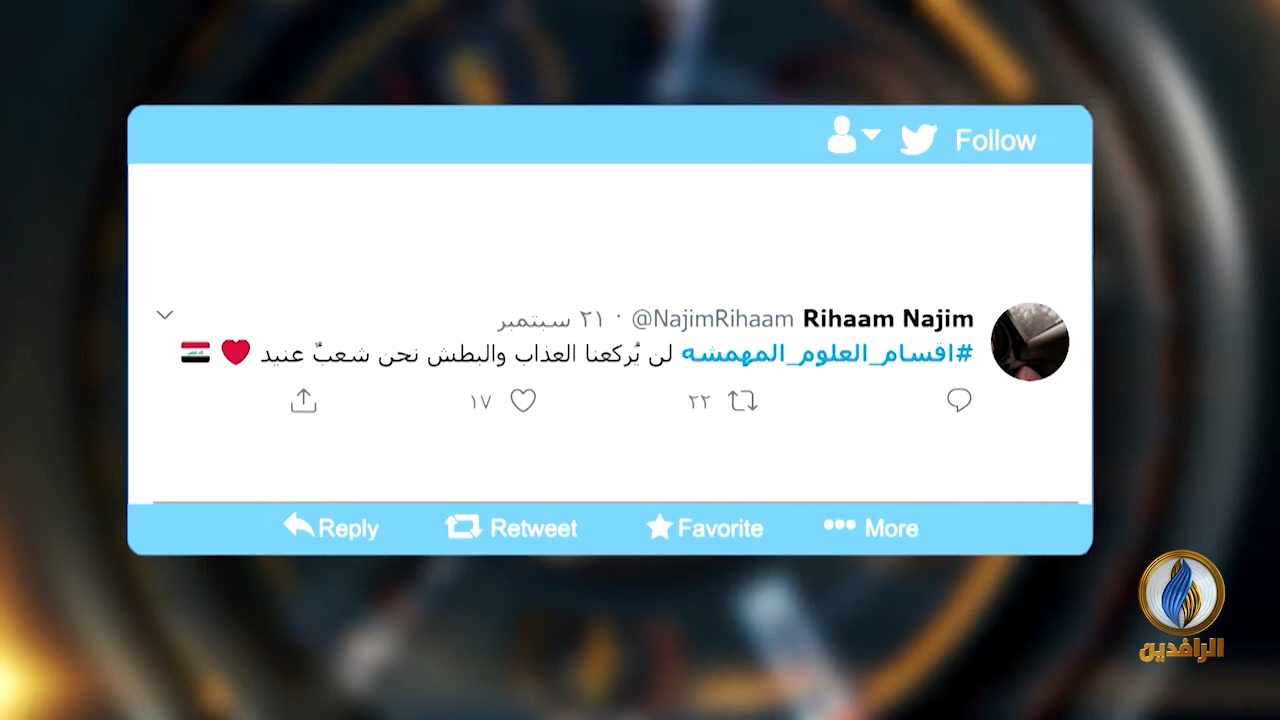 Follow
Rihaam Najim @NajimRihaam · ٢١ سبتمبر
#اقسام_العلوم_المهمشه لن يُركعنا العذاب والبطش نحن شعبٌ عنيد ❤️ 🇮🇶
٢٢ ١٧
Reply Retweet Favorite More
الرافدين